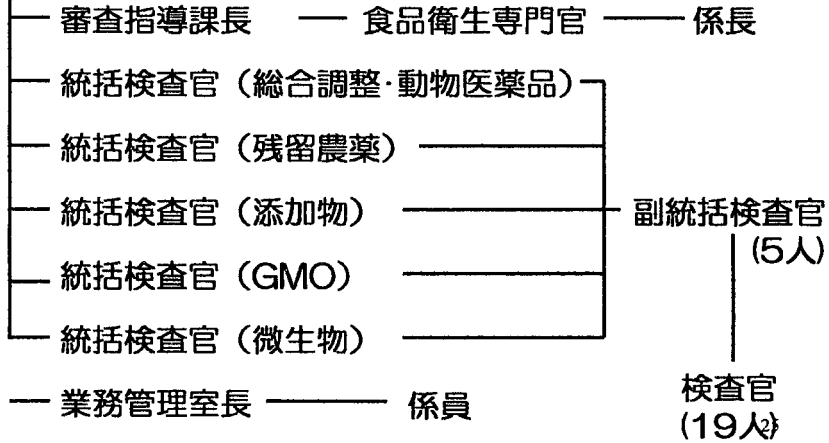 審査指導課長 食品衛生専門官 係長
統括検査官（総合調整・動物医薬品）
統括検査官（残留農薬）
統括検査官（添加物）
副統括検査官
(5人)
統括検査官（GMO）
統括検査官（微生物）
業務管理室長 係員
検査官
(19人)
25